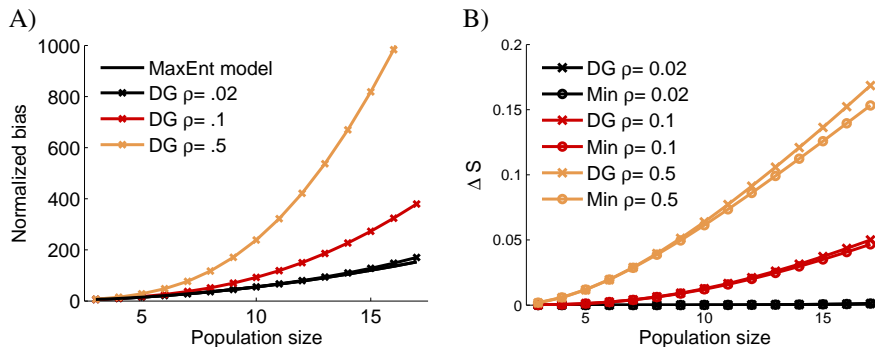 A)
Normalized bias
1000
800
600
400
200
0
MaxEnt model
DG ρ= .02
DG ρ= .1
DG ρ= .5
5
10
15
Population size
B)
Δ S
0.2
0.15
0.1
0.05
0
DG ρ= 0.02
Min ρ= 0.02
DG ρ= 0.1
Min ρ= 0.1
DG ρ= 0.5
Min ρ= 0.5
5
10
15
Population size